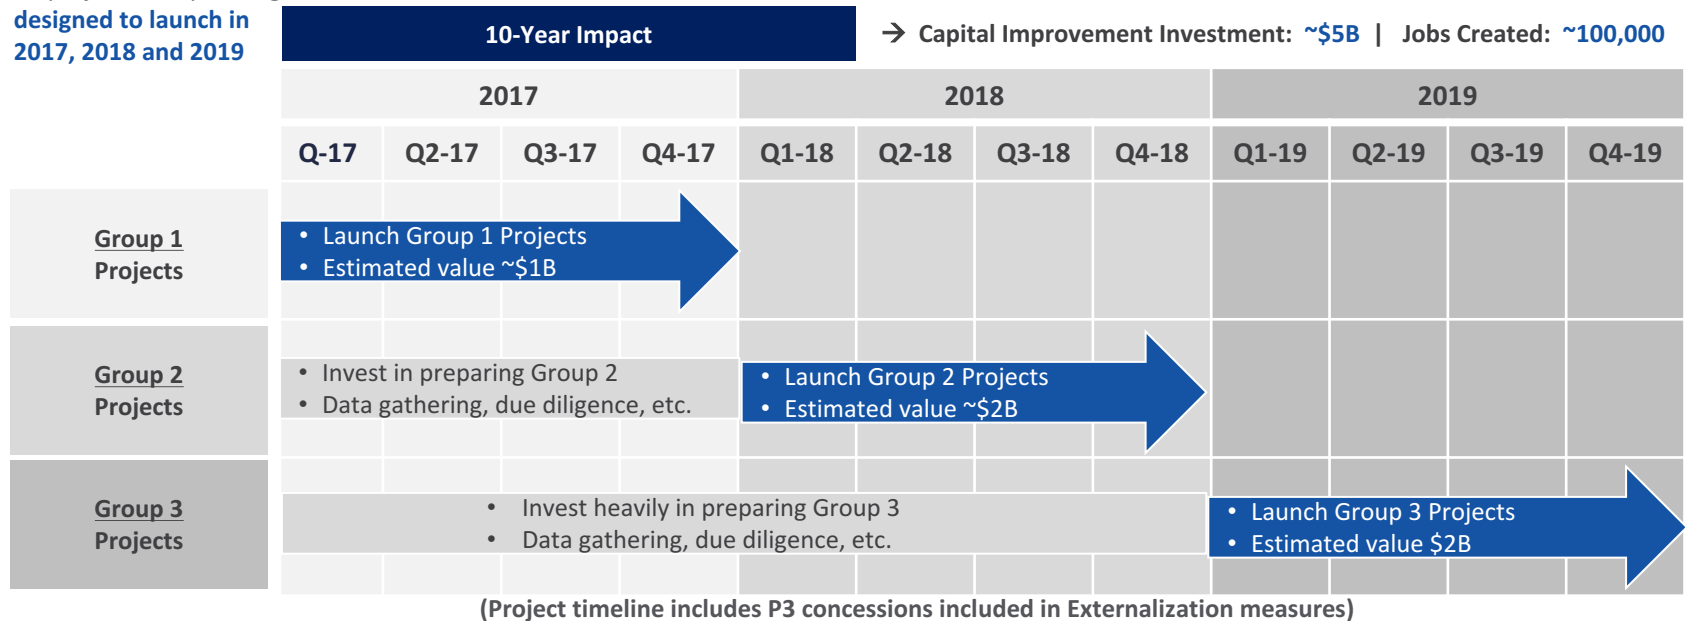 designed to launch in
2017, 2018 and 2019
10-Year Impact
→ Capital Improvement Investment: ~$5B | Jobs Created: ~100,000
2017 2018 2019
Q-17 Q2-17 Q3-17 Q4-17 Q1-18 Q2-18 Q3-18 Q4-18 Q1-19 Q2-19 Q3-19 Q4-19
Group 1
Projects
• Launch Group 1 Projects
• Estimated value ~$1B
Group 2
Projects
• Invest in preparing Group 2
• Data gathering, due diligence, etc.
• Launch Group 2 Projects
• Estimated value ~$2B
Group 3
Projects
• Invest heavily in preparing Group 3
• Data gathering, due diligence, etc.
• Launch Group 3 Projects
• Estimated value $2B
(Project timeline includes P3 concessions included in Externalization measures)